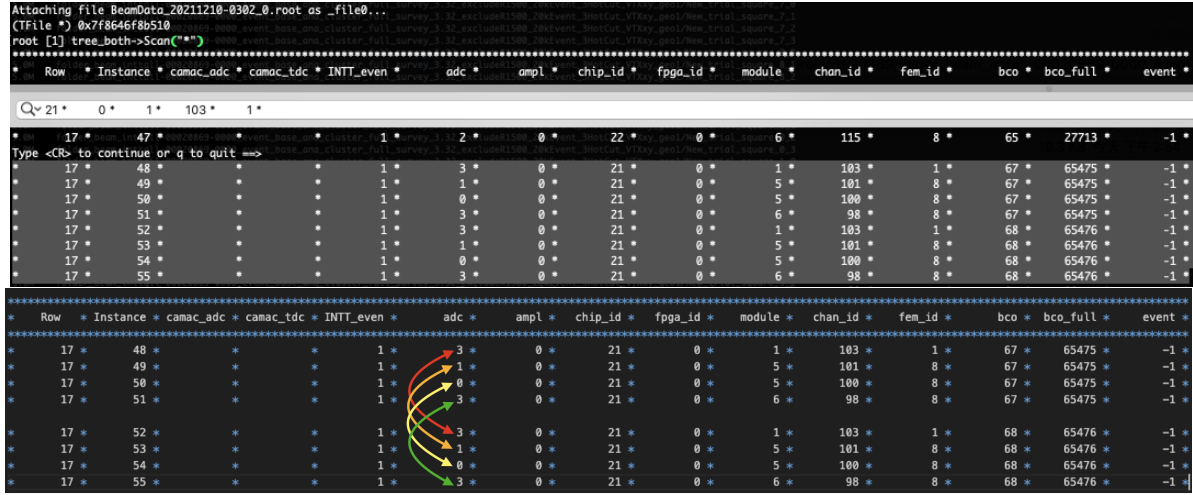 Attaching file BeamData_20211210-0302_0.root as _file0...
(TFile *) 0x7f8646f8b510
root [1] tree_both->Scan("*")
************************************************************
* Row * Instance * camac_adc * camac_tdc * INTT_even * adc * ampl * chip_id * fpga_id * module * chan_id * fem_id * bco * bco_full * event *
21 * 0 * 1 * 103 * 1 *
* 17 * 47 * * * 1 * 2 * 0 * 22 * 0 * 6 * 115 * 8 * 65 * 27713 * -1 *
Type <CR> to continue or q to quit ==>
* 17 * 48 * * * 1 * 3 * 0 * 21 * 0 * 1 * 103 * 1 * 67 * 65475 * -1 *
* 17 * 49 * * * 1 * 1 * 0 * 21 * 0 * 5 * 101 * 8 * 67 * 65475 * -1 *
* 17 * 50 * * * 1 * 0 * 0 * 21 * 0 * 5 * 100 * 8 * 67 * 65475 * -1 *
* 17 * 51 * * * 1 * 3 * 0 * 21 * 0 * 6 * 98 * 8 * 67 * 65475 * -1 *
* 17 * 52 * * * 1 * 3 * 0 * 21 * 0 * 1 * 103 * 1 * 68 * 65476 * -1 *
* 17 * 53 * * * 1 * 1 * 0 * 21 * 0 * 5 * 101 * 8 * 68 * 65476 * -1 *
* 17 * 54 * * * 1 * 0 * 0 * 21 * 0 * 5 * 100 * 8 * 68 * 65476 * -1 *
* 17 * 55 * * * 1 * 3 * 0 * 21 * 0 * 6 * 98 * 8 * 68 * 65476 * -1 *
************************************************************
* Row * Instance * camac_adc * camac_tdc * INTT_even * adc * ampl * chip_id * fpga_id * module * chan_id * fem_id * bco * bco_full * event *
************************************************************
* 17 * 48 * * * 1 * 3 * 0 * 21 * 0 * 1 * 103 * 1 * 67 * 65475 * -1 *
* 17 * 49 * * * 1 * 1 * 0 * 21 * 0 * 5 * 101 * 8 * 67 * 65475 * -1 *
* 17 * 50 * * * 1 * 0 * 0 * 21 * 0 * 5 * 100 * 8 * 67 * 65475 * -1 *
* 17 * 51 * * * 1 * 3 * 0 * 21 * 0 * 6 * 98 * 8 * 67 * 65475 * -1 *
* 17 * 52 * * * 1 * 3 * 0 * 21 * 0 * 1 * 103 * 1 * 68 * 65476 * -1 *
* 17 * 53 * * * 1 * 1 * 0 * 21 * 0 * 5 * 101 * 8 * 68 * 65476 * -1 *
* 17 * 54 * * * 1 * 0 * 0 * 21 * 0 * 5 * 100 * 8 * 68 * 65476 * -1 *
* 17 * 55 * * * 1 * 3 * 0 * 21 * 0 * 6 * 98 * 8 * 68 * 65476 * -1 *